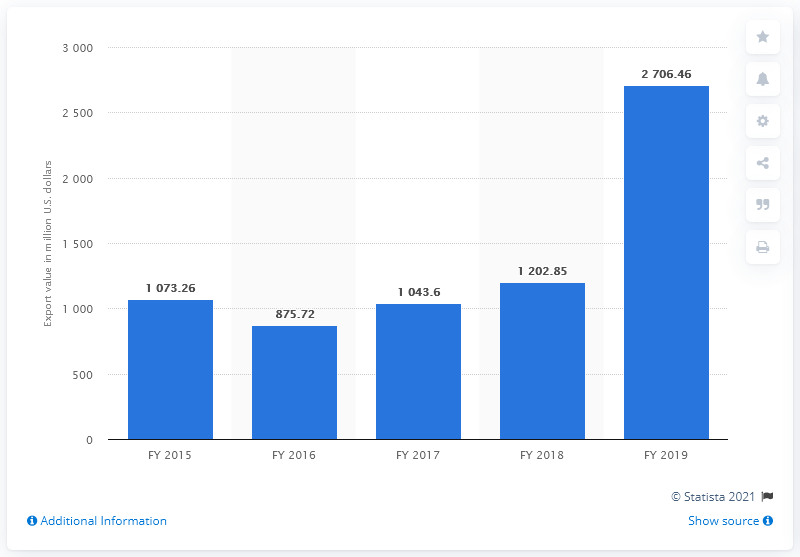 3 000
2 500
2 000
1 500
1 000
500
0
Export value in million U.S. dollars
1 073.26
875.72
1 043.6
1 202.85
2 706.46
FY 2015
FY 2016
FY 2017
FY 2018
FY 2019
© Statista 2021
Additional Information
Show source